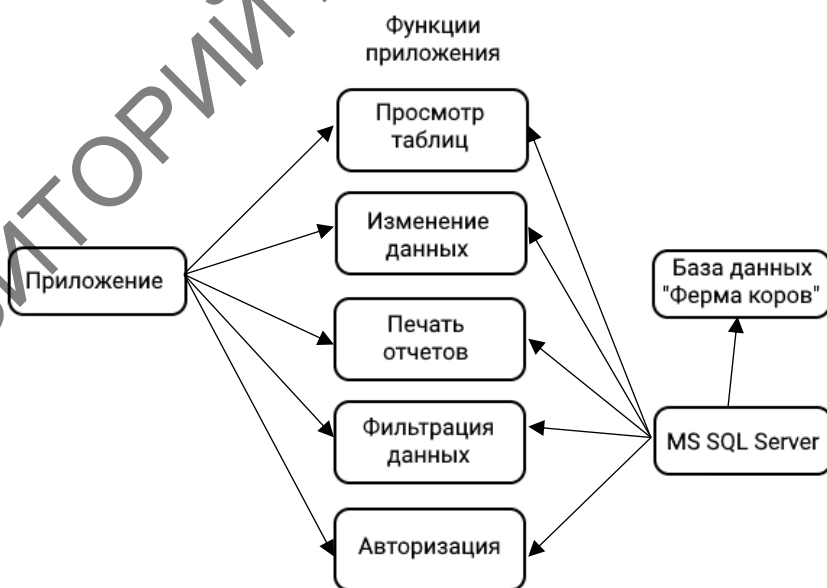 Функции
приложения
Просмотр
таблиц
Изменение
данных
Приложение
База данных
"Ферма коров"
Печать
отчетов
Фильтрация
данных
MS SQL Server
Авторизация